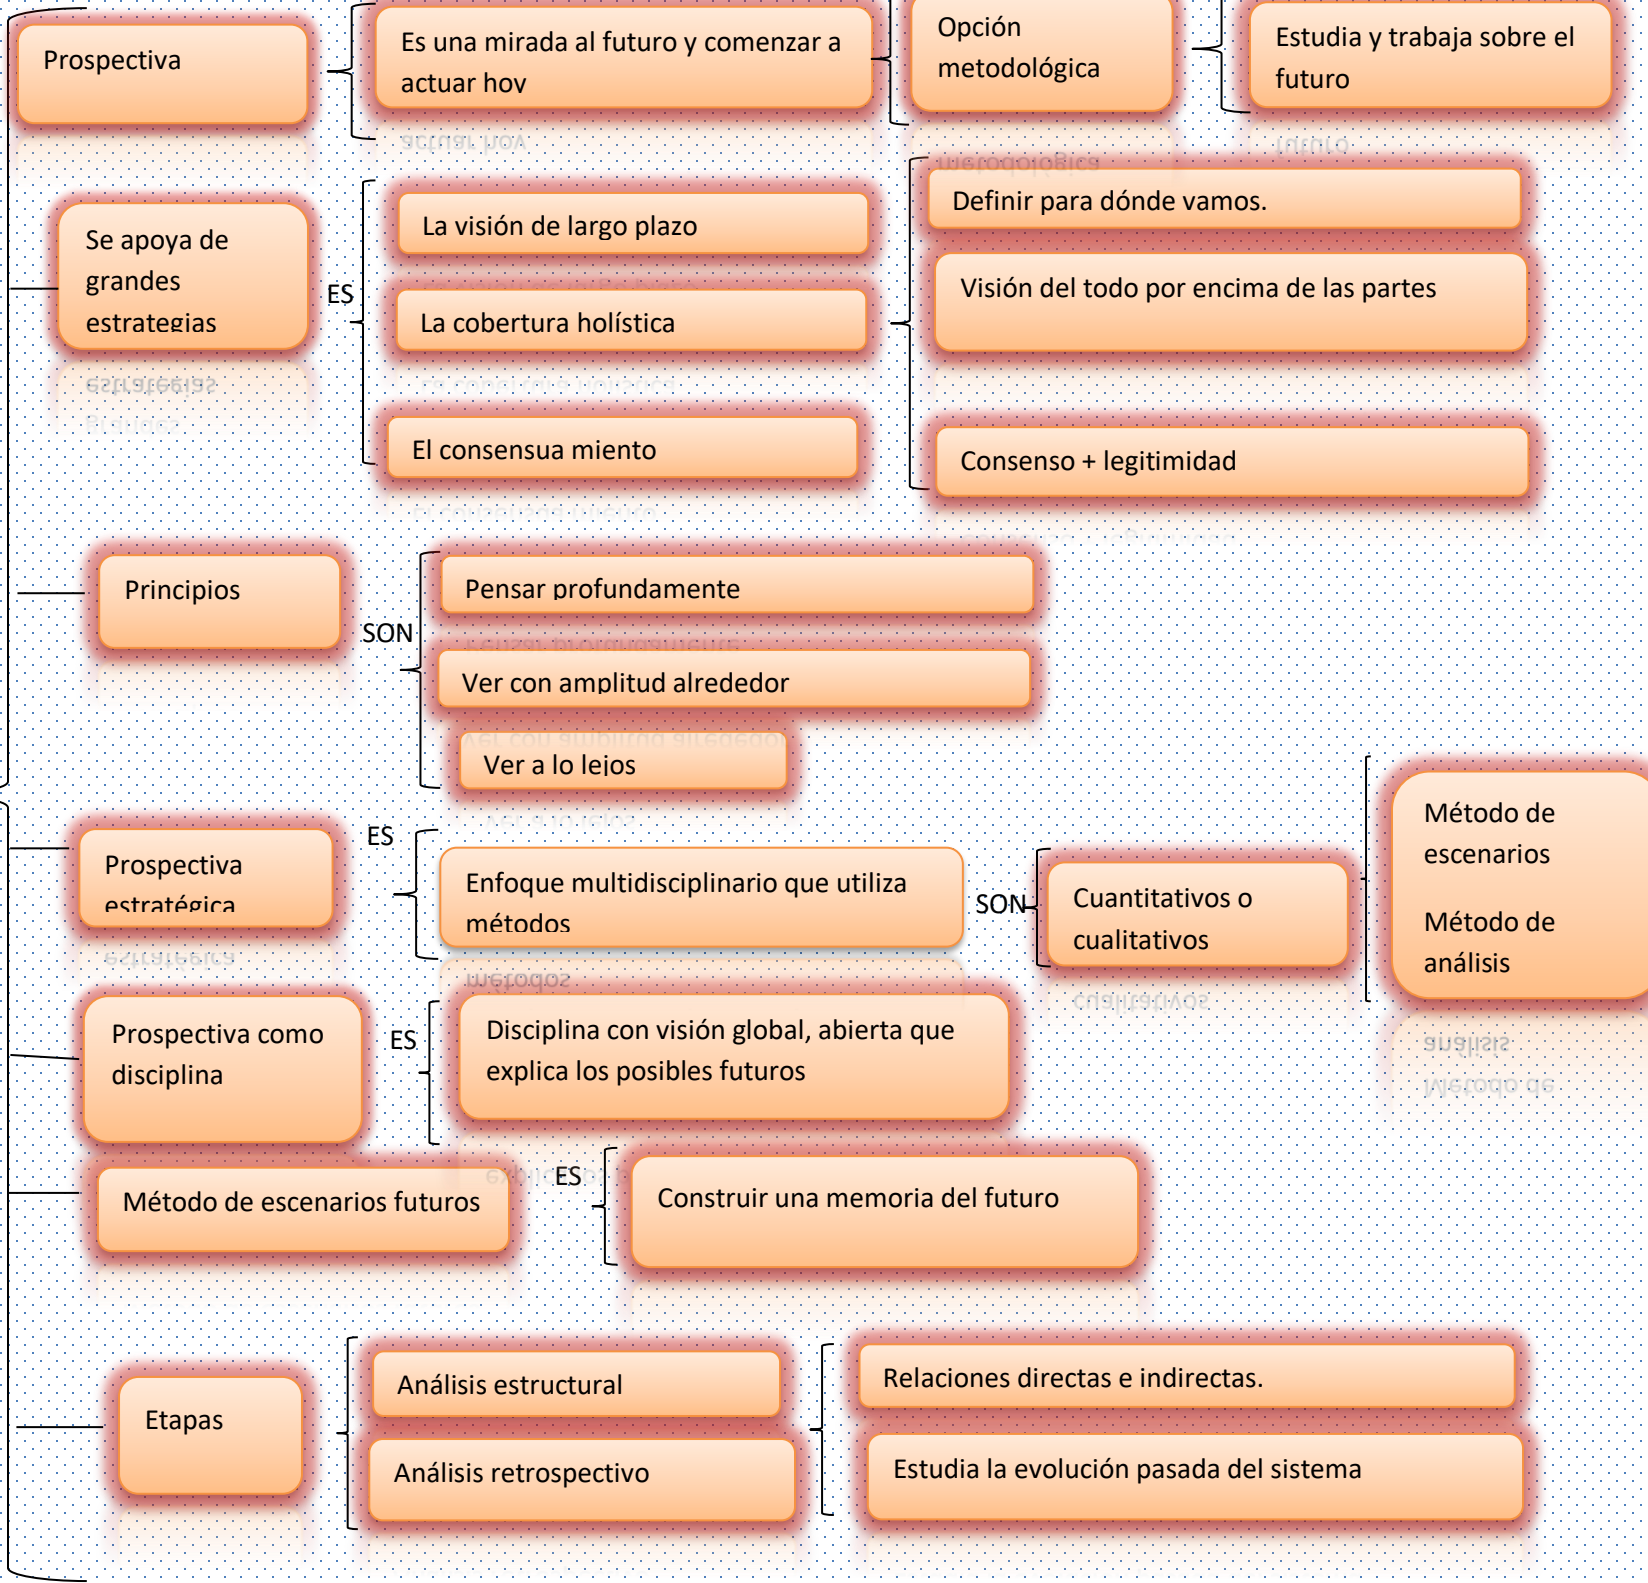 Prospectiva
Es una mirada al futuro y comenzar a
actuar hoy
Opción
metodológica
Estudia y trabaja sobre el
futuro
Se apoya de
grandes
estrategias
ES
La visión de largo plazo
La cobertura holística
El consensua miento
Definir para dónde vamos.
Visión del todo por encima de las partes
Consenso + legitimidad
Principios
SON
Pensar profundamente
Ver con amplitud alrededor
Ver a lo lejos
Prospectiva
estratégica
ES
Enfoque multidisciplinario que utiliza
métodos
SON
Cuantitativos o
cualitativos
Método de
escenarios
Método de
análisis
Prospectiva como
disciplina
ES
Disciplina con visión global, abierta que
explica los posibles futuros
Método de escenarios futuros
ES
Construir una memoria del futuro
Etapas
Análisis estructural
Análisis retrospectivo
Relaciones directas e indirectas.
Estudia la evolución pasada del sistema